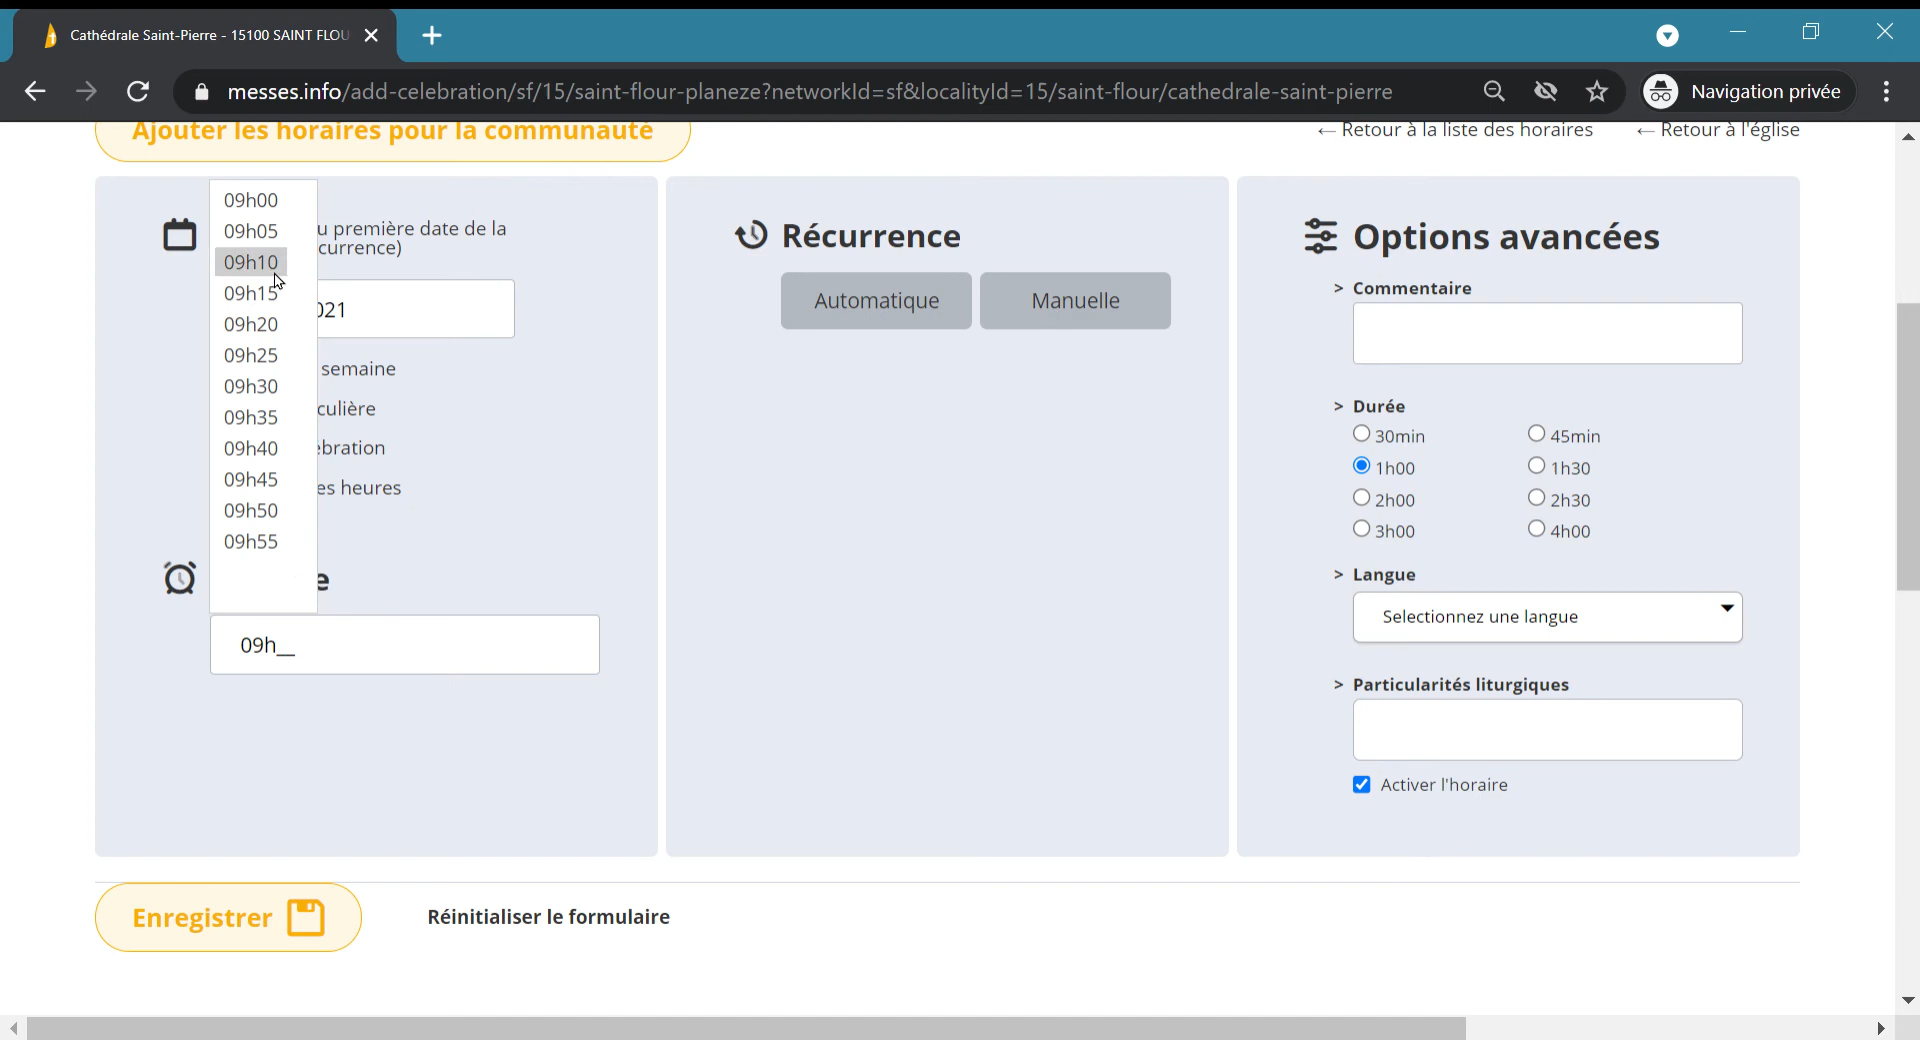 Cathédrale Saint-Pierre - 15100 SAINT FLOU
messes.info/add-celebration/sf/15/saint-flour-planeze?networkId=sf&localityId=15/saint-flour/cathedrale-saint-pierre
Navigation privée
Ajouter les horaires pour la communauté
← Retour à la liste des horaires
← Retour à l'église
09h00
09h05
09h10
09h15
09h20
09h25
09h30
09h35
09h40
09h45
09h50
09h55
u première date de la
currence)
021
semaine
culière
ébration
es heures
e
09h__
Récurrence
Automatique
Manuelle
Options avancées
> Commentaire
> Durée
30min
45min
1h00
1h30
2h00
2h30
3h00
4h00
> Langue
Selectionnez une langue
> Particularités liturgiques
Activer l'horaire
Enregistrer
Réinitialiser le formulaire